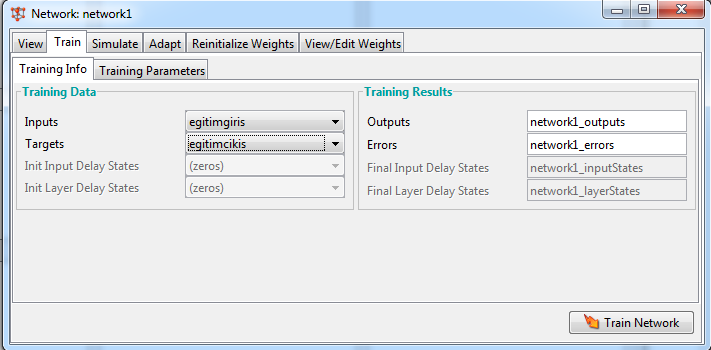 Network: network1
View Train Simulate Adapt Reinitialize Weights View/Edit Weights
Training Info Training Parameters
Training Data
Inputs egitimgiris
Targets egitimcikis
Init Input Delay States (zeros)
Init Layer Delay States (zeros)
Training Results
Outputs network1_outputs
Errors network1_errors
Final Input Delay States network1_inputStates
Final Layer Delay States network1_layerStates
Train Network